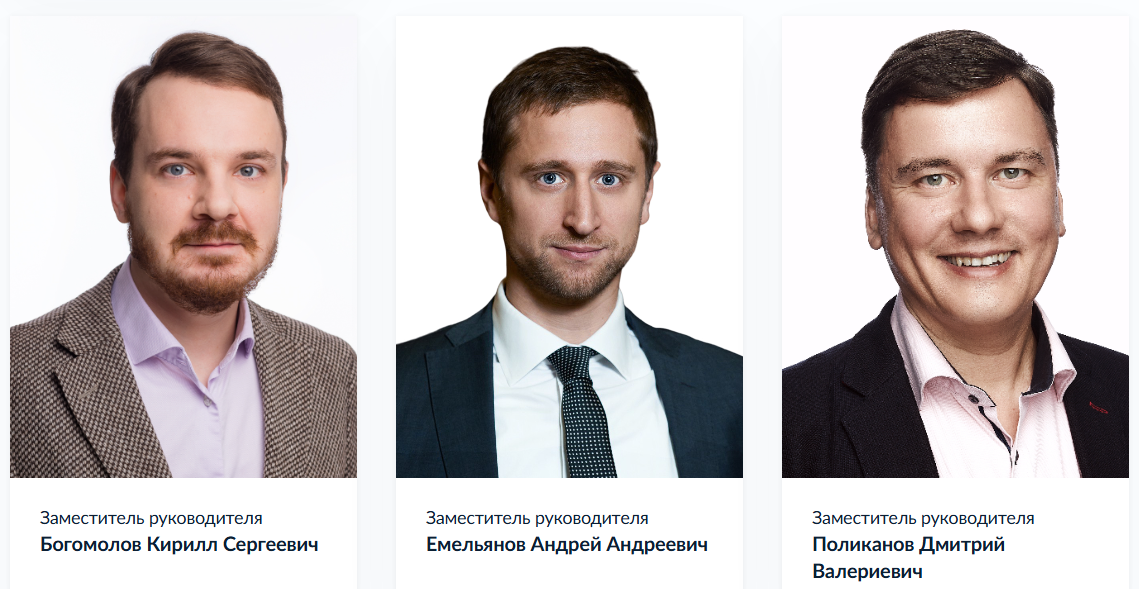 Заместитель руководителя
Богомолов Кирилл Сергеевич
Заместитель руководителя
Емельянов Андрей Андреевич
Заместитель руководителя
Поликанов Дмитрий
Валериевич